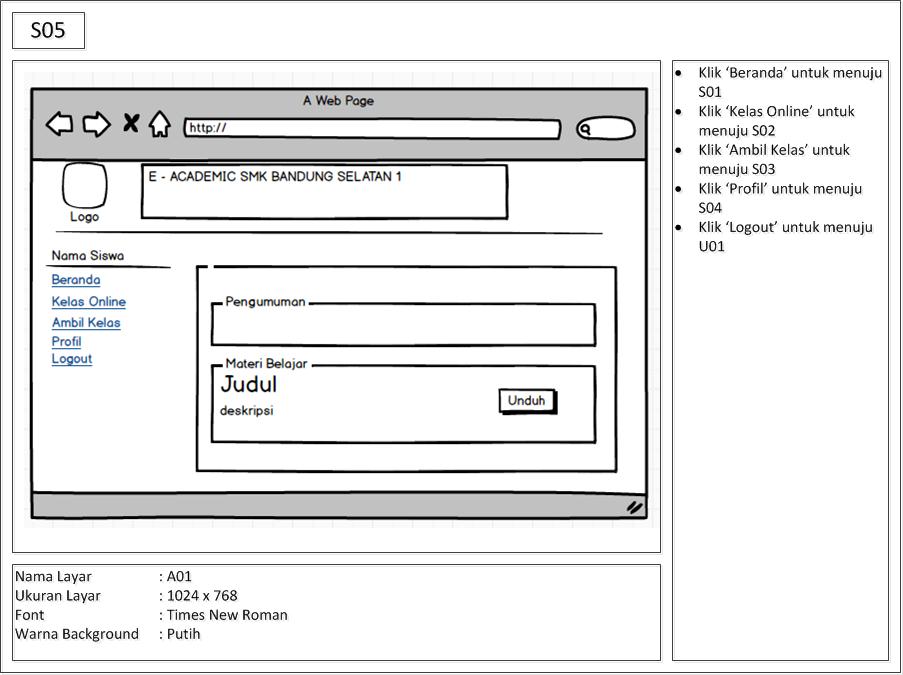 S05
A Web Page
http://
E - ACADEMIC SMK BANDUNG SELATAN 1
Logo
Nama Siswa
Beranda
Kelas Online
Ambil Kelas
Profil
Logout
Pengumuman
Materi Belajar
Judul
deskripsi
Unduh
• Klik ‘Beranda’ untuk menuju
S01
• Klik ‘Kelas Online’ untuk
menuju S02
• Klik ‘Ambil Kelas’ untuk
menuju S03
• Klik ‘Profil’ untuk menuju
S04
• Klik ‘Logout’ untuk menuju
U01
Nama Layar : A01
Ukuran Layar : 1024 x 768
Font : Times New Roman
Warna Background : Putih